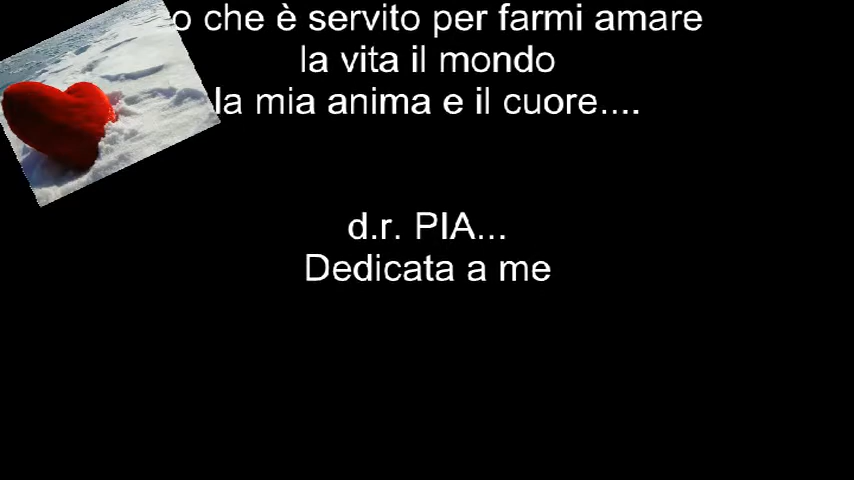 che è servito per farmi amare
la vita il mondo
la mia anima e il cuore....
d.r. PIA...
Dedicata a me